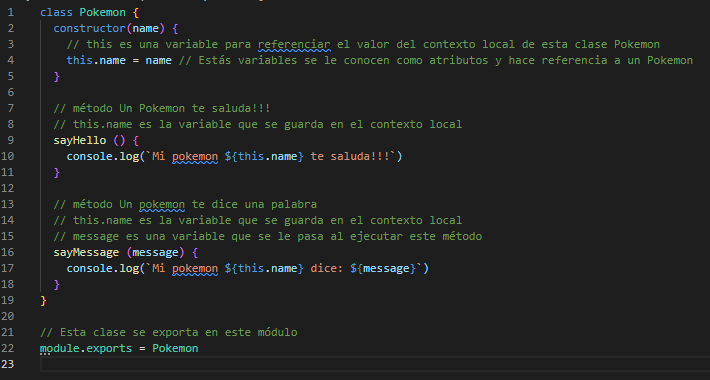 1 class Pokemon {
2   constructor(name) {
3     // this es una variable para referenciar el valor del contexto local de esta clase Pokemon
4     this.name = name // Estás variables se le conocen como atributos y hace referencia a un Pokemon
5   }
6
7   // método Un Pokemon te saluda!!!
8   // this.name es la variable que se guarda en el contexto local
9   sayHello () {
10     console.log(`Mi pokemon ${this.name} te saluda!!!`)
11   }
12
13   // método Un pokemon te dice una palabra
14   // this.name es la variable que se guarda en el contexto local
15   // message es una variable que se le pasa al ejecutar este método
16   sayMessage (message) {
17     console.log(`Mi pokemon ${this.name} dice: ${message}`)
18   }
19 }
20
21 // Esta clase se exporta en este módulo
22 module.exports = Pokemon
23